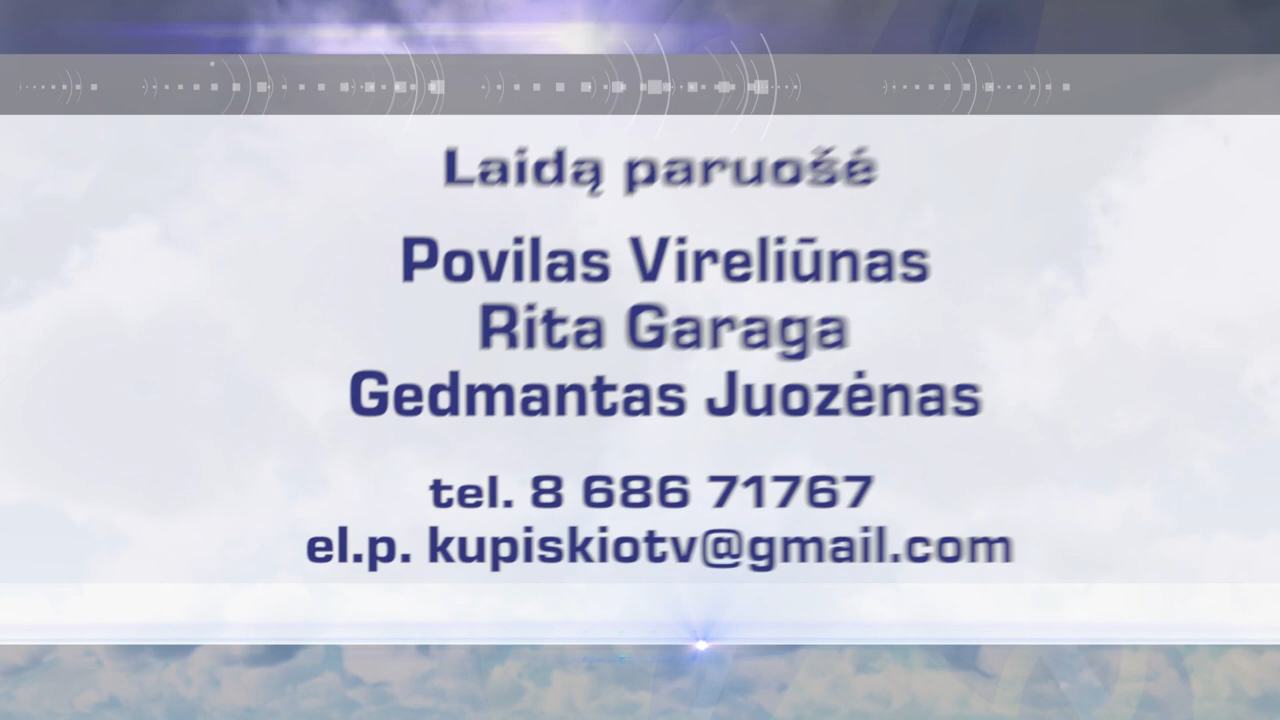 Laidą paruošė
Povilas Vireliūnas
Rita Garaga
Gedmantas Juozėnas
tel. 8 686 71767
el.p. kupiskiotv@gmail.com